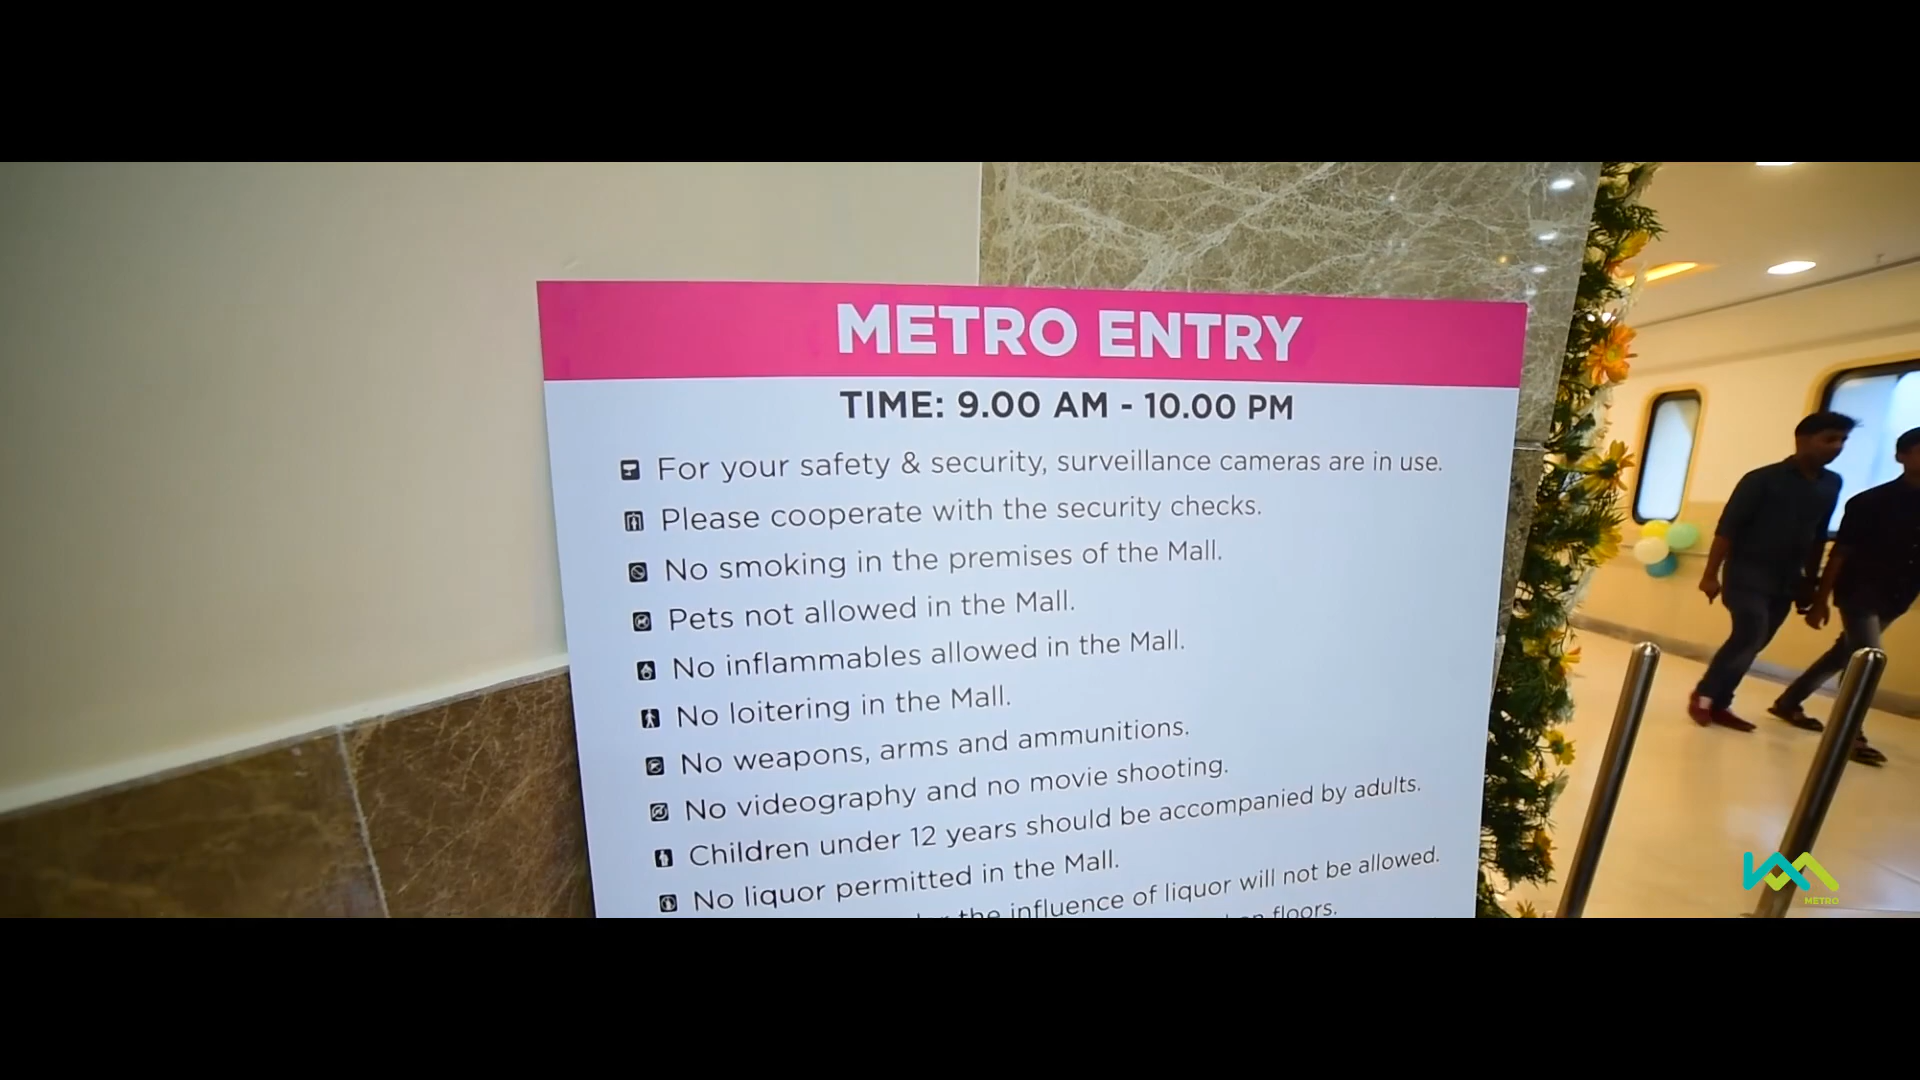 METRO ENTRY
TIME: 9.00 AM - 10.00 PM
For your safety & security, surveillance cameras are in use.
Please cooperate with the security checks.
No smoking in the premises of the Mall.
Pets not allowed in the Mall.
No inflammables allowed in the Mall.
No loitering in the Mall.
No weapons, arms and ammunitions.
No videography and no movie shooting.
Children under 12 years should be accompanied by adults.
No liquor permitted in the Mall.
the influence of liquor will not be allowed.
floors.
METRO